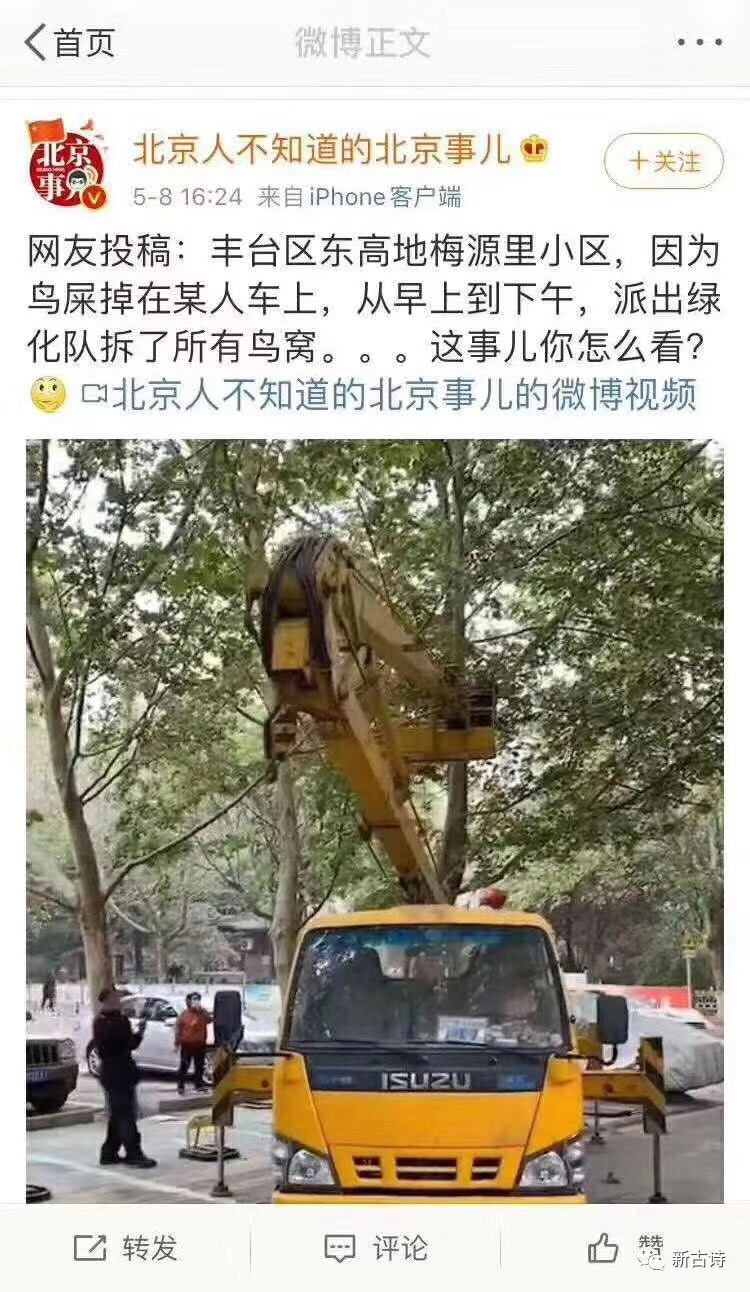 首页
微博正文
北京事儿
北京人不知道的北京事儿
+关注
5-8 16:24 来自 iPhone客户端
网友投稿：丰台区东高地梅源里小区，因为
鸟屎掉在某人车上，从早上到下午，派出绿
化队拆了所有鸟窝。。。这事儿你怎么看？
北京人不知道的北京事儿的微博视频
ISUZU
转发
评论
赞
新古诗